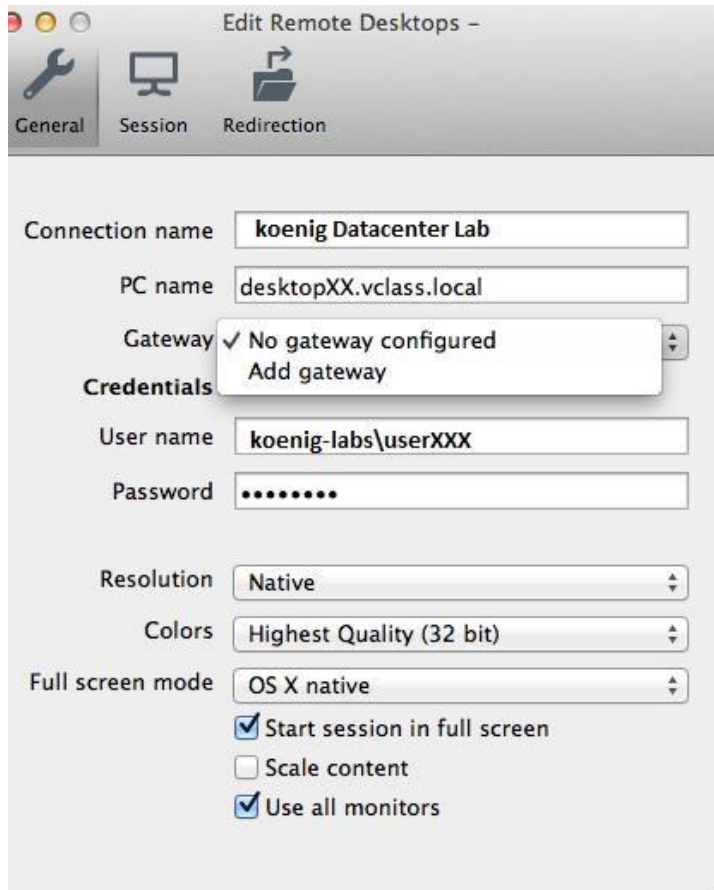 Edit Remote Desktops –
General Session Redirection
Connection name koenig Datacenter Lab
PC name desktopXX.vclass.local
Gateway ✓ No gateway configured
Add gateway
Credentials
User name koenig-labs\userXXX
Password ••••••••
Resolution Native
Colors Highest Quality (32 bit)
Full screen mode OS X native
Start session in full screen
Scale content
Use all monitors